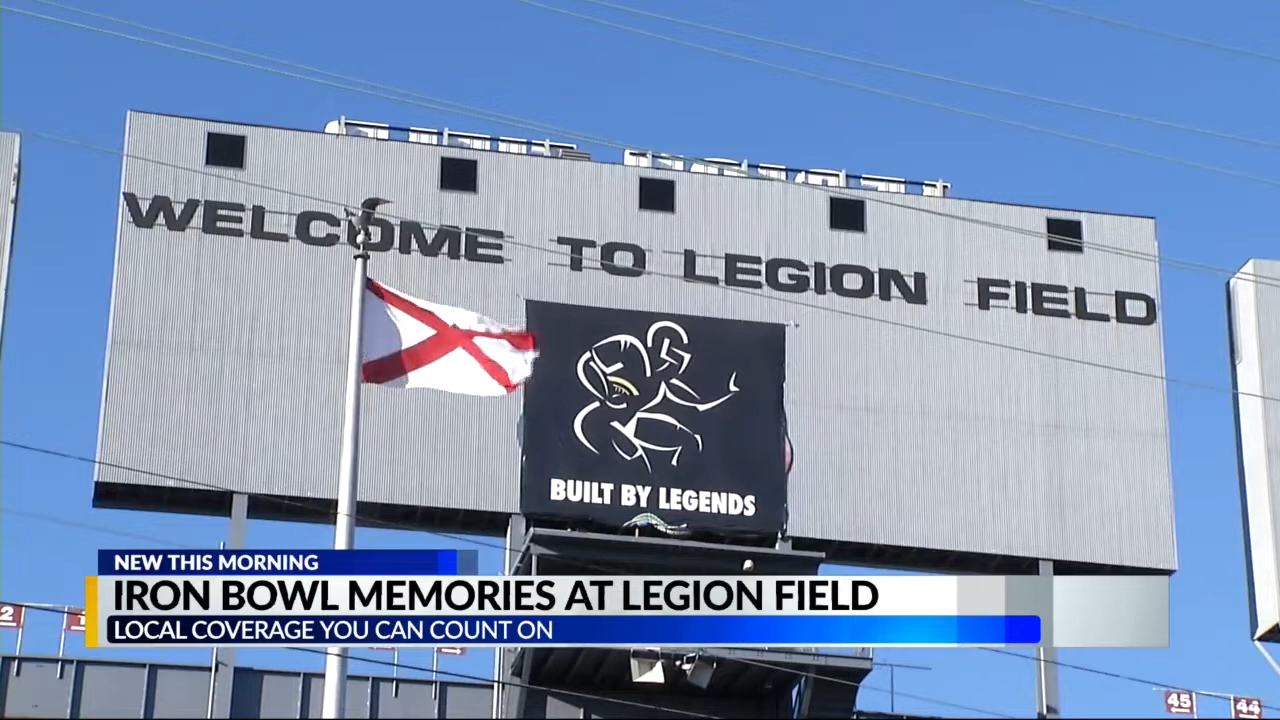 WELCOME TO LEGION FIELD
BUILT BY LEGENDS
NEW THIS MORNING
IRON BOWL MEMORIES AT LEGION FIELD
LOCAL COVERAGE YOU CAN COUNT ON
2
45
44